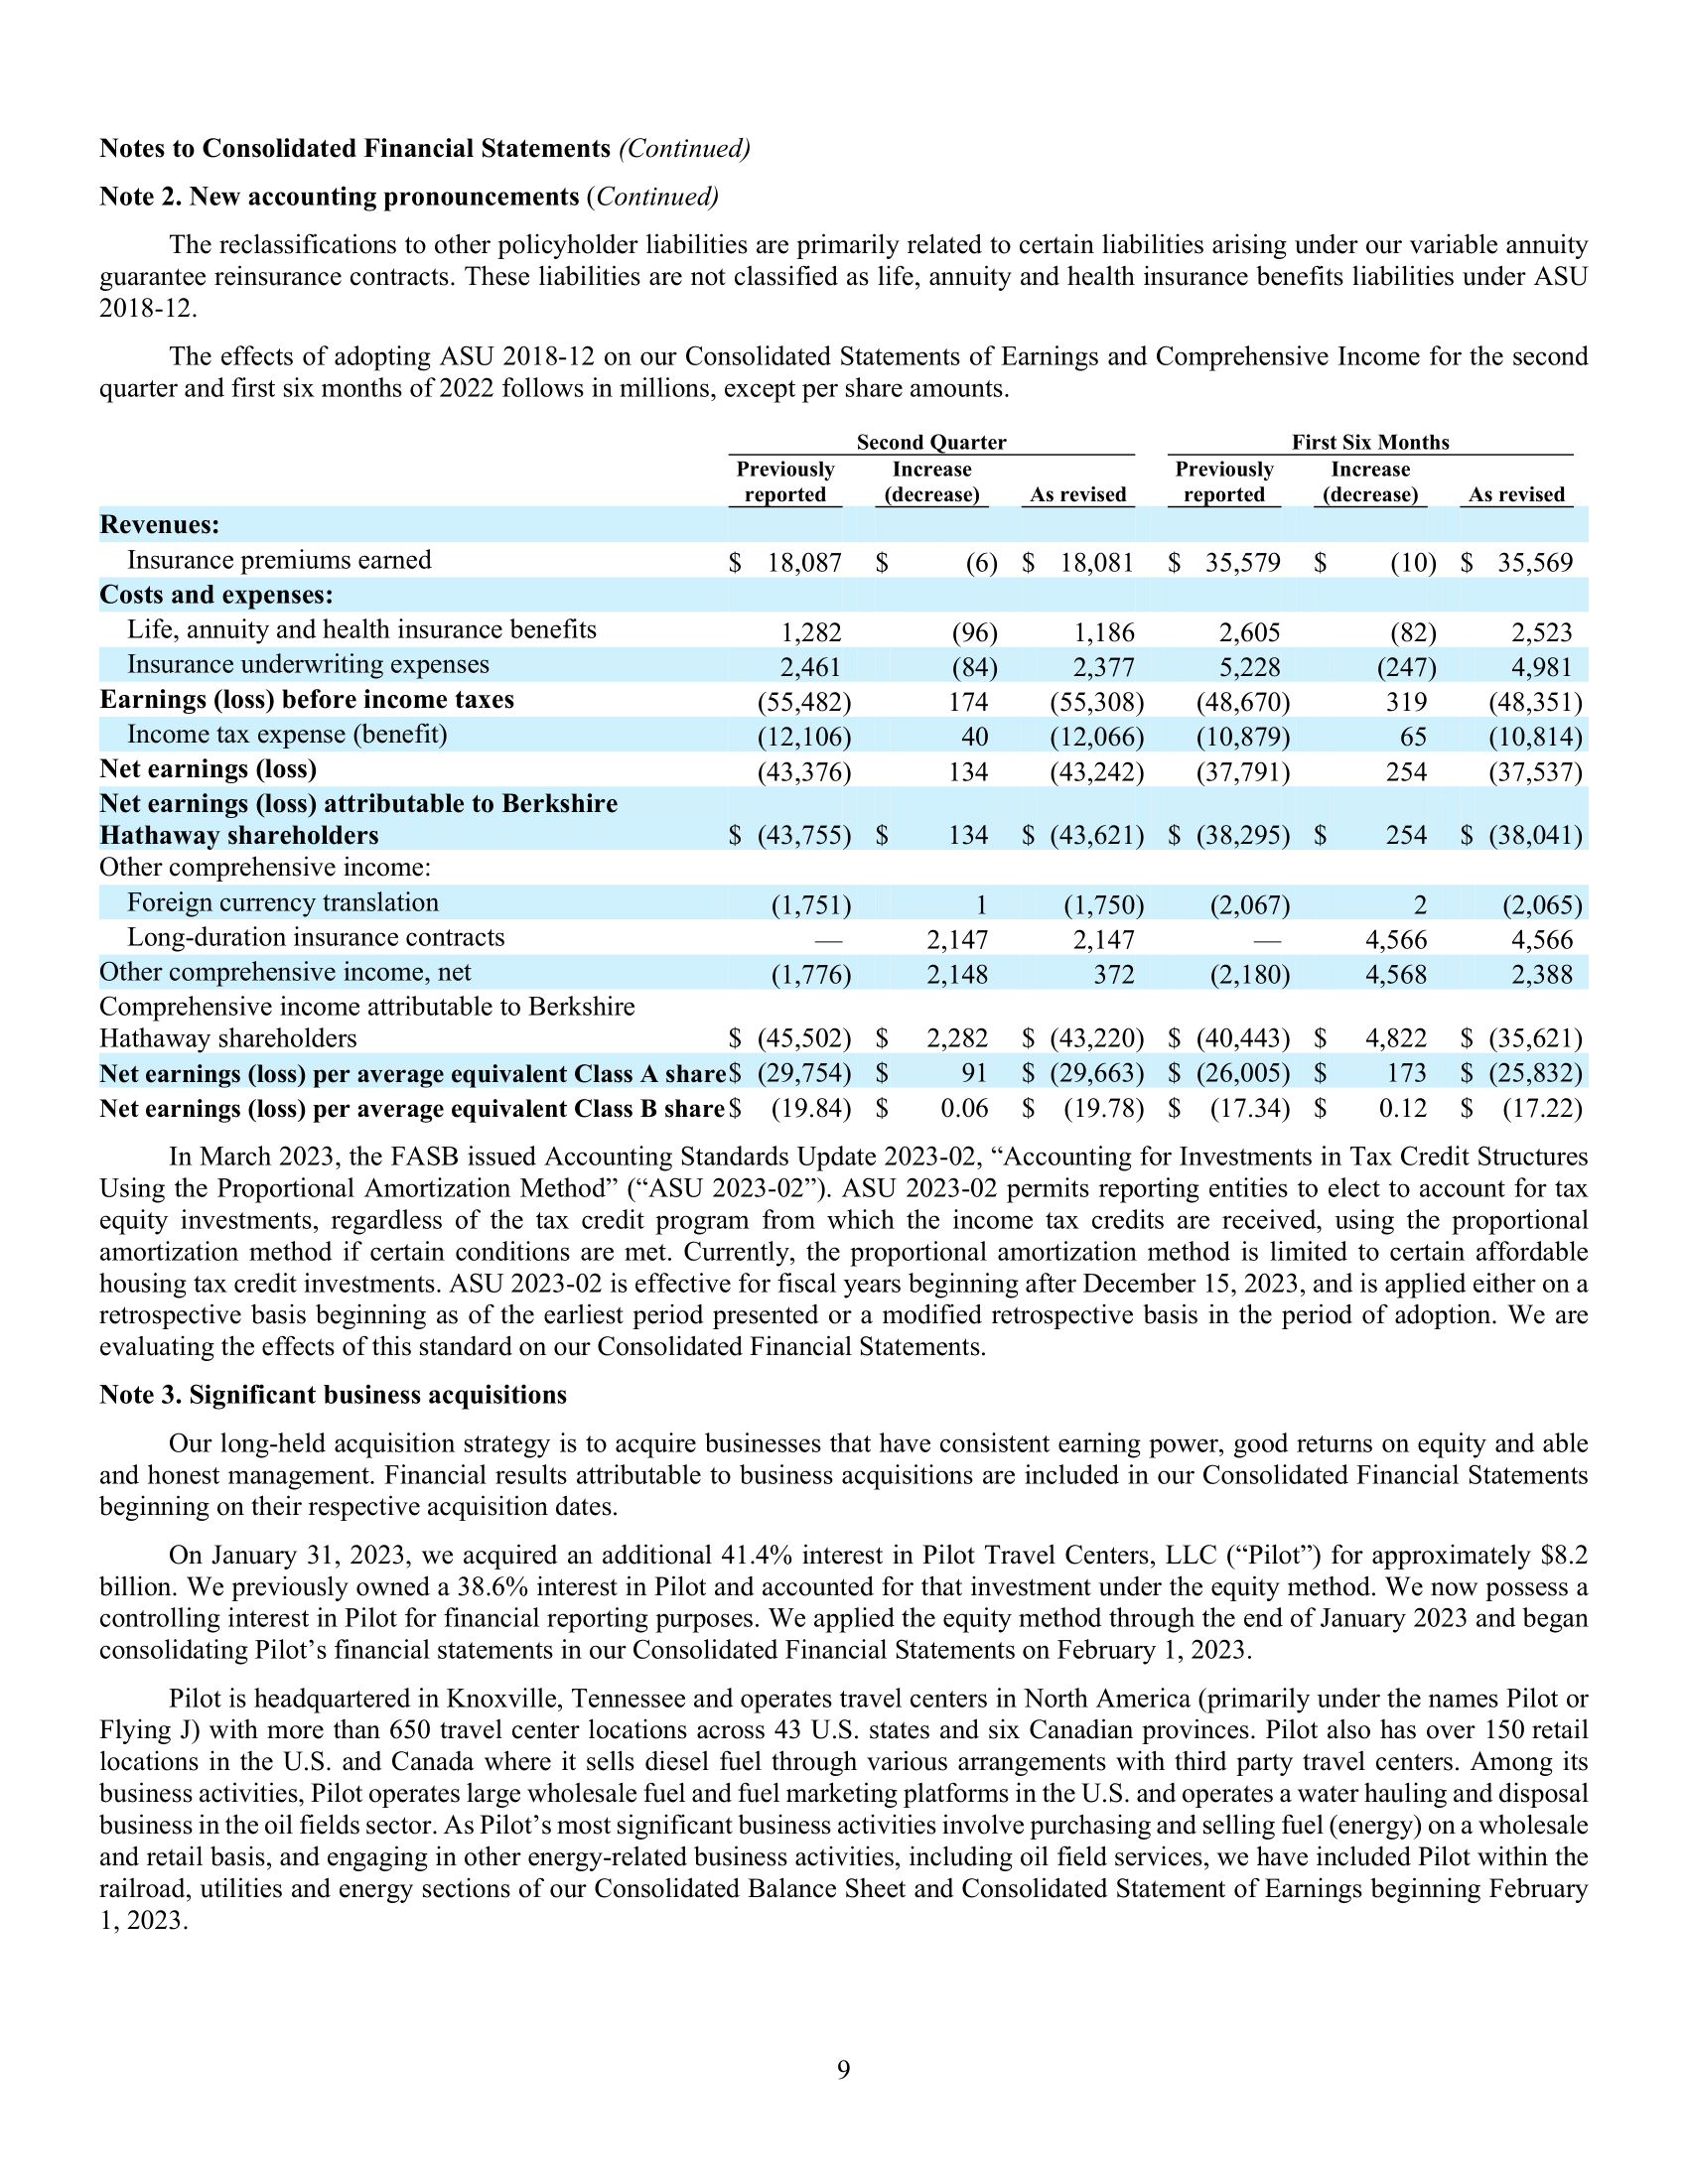 Notes to Consolidated Financial Statements (Continued)
Note 2. New accounting pronouncements (Continued)
The reclassifications to other policyholder liabilities are primarily related to certain liabilities arising under our variable annuity
guarantee reinsurance contracts. These liabilities are not classified as life, annuity and health insurance benefits liabilities under ASU
2018-12.
The effects of adopting ASU 2018-12 on our Consolidated Statements of Earnings and Comprehensive Income for the second
quarter and first six months of 2022 follows in millions, except per share amounts.
Second Quarter First Six Months
Previously Increase Previously Increase
reported (decrease) As revised reported (decrease) As revised
Revenues:
Insurance premiums earned $ 18,087 $ (6) $ 18,081 $ 35,579 $ (10) $ 35,569
Costs and expenses:
Life, annuity and health insurance benefits 1,282 (96) 1,186 2,605 (82) 2,523
Insurance underwriting expenses 2,461 (84) 2,377 5,228 (247) 4,981
Earnings (loss) before income taxes (55,482) 174 (55,308) (48,670) 319 (48,351)
Income tax expense (benefit) (12,106) 40 (12,066) (10,879) 65 (10,814)
Net earnings (loss) (43,376) 134 (43,242) (37,791) 254 (37,537)
Net earnings (loss) attributable to Berkshire
Hathaway shareholders $ (43,755) $ 134 $ (43,621) $ (38,295) $ 254 $ (38,041)
Other comprehensive income:
Foreign currency translation (1,751) 1 (1,750) (2,067) 2 (2,065)
Long-duration insurance contracts — 2,147 2,147 — 4,566 4,566
Other comprehensive income, net (1,776) 2,148 372 (2,180) 4,568 2,388
Comprehensive income attributable to Berkshire
Hathaway shareholders $ (45,502) $ 2,282 $ (43,220) $ (40,443) $ 4,822 $ (35,621)
Net earnings (loss) per average equivalent Class A share $ (29,754) $ 91 $ (29,663) $ (26,005) $ 173 $ (25,832)
Net earnings (loss) per average equivalent Class B share $ (19.84) $ 0.06 $ (19.78) $ (17.34) $ 0.12 $ (17.22)
In March 2023, the FASB issued Accounting Standards Update 2023-02, “Accounting for Investments in Tax Credit Structures
Using the Proportional Amortization Method” (“ASU 2023-02”). ASU 2023-02 permits reporting entities to elect to account for tax
equity investments, regardless of the tax credit program from which the income tax credits are received, using the proportional
amortization method if certain conditions are met. Currently, the proportional amortization method is limited to certain affordable
housing tax credit investments. ASU 2023-02 is effective for fiscal years beginning after December 15, 2023, and is applied either on a
retrospective basis beginning as of the earliest period presented or a modified retrospective basis in the period of adoption. We are
evaluating the effects of this standard on our Consolidated Financial Statements.
Note 3. Significant business acquisitions
Our long-held acquisition strategy is to acquire businesses that have consistent earning power, good returns on equity and able
and honest management. Financial results attributable to business acquisitions are included in our Consolidated Financial Statements
beginning on their respective acquisition dates.
On January 31, 2023, we acquired an additional 41.4% interest in Pilot Travel Centers, LLC (“Pilot”) for approximately $8.2
billion. We previously owned a 38.6% interest in Pilot and accounted for that investment under the equity method. We now possess a
controlling interest in Pilot for financial reporting purposes. We applied the equity method through the end of January 2023 and began
consolidating Pilot’s financial statements in our Consolidated Financial Statements on February 1, 2023.
Pilot is headquartered in Knoxville, Tennessee and operates travel centers in North America (primarily under the names Pilot or
Flying J) with more than 650 travel center locations across 43 U.S. states and six Canadian provinces. Pilot also has over 150 retail
locations in the U.S. and Canada where it sells diesel fuel through various arrangements with third party travel centers. Among its
business activities, Pilot operates large wholesale fuel and fuel marketing platforms in the U.S. and operates a water hauling and disposal
business in the oil fields sector. As Pilot’s most significant business activities involve purchasing and selling fuel (energy) on a wholesale
and retail basis, and engaging in other energy-related business activities, including oil field services, we have included Pilot within the
railroad, utilities and energy sections of our Consolidated Balance Sheet and Consolidated Statement of Earnings beginning February
1, 2023.
9